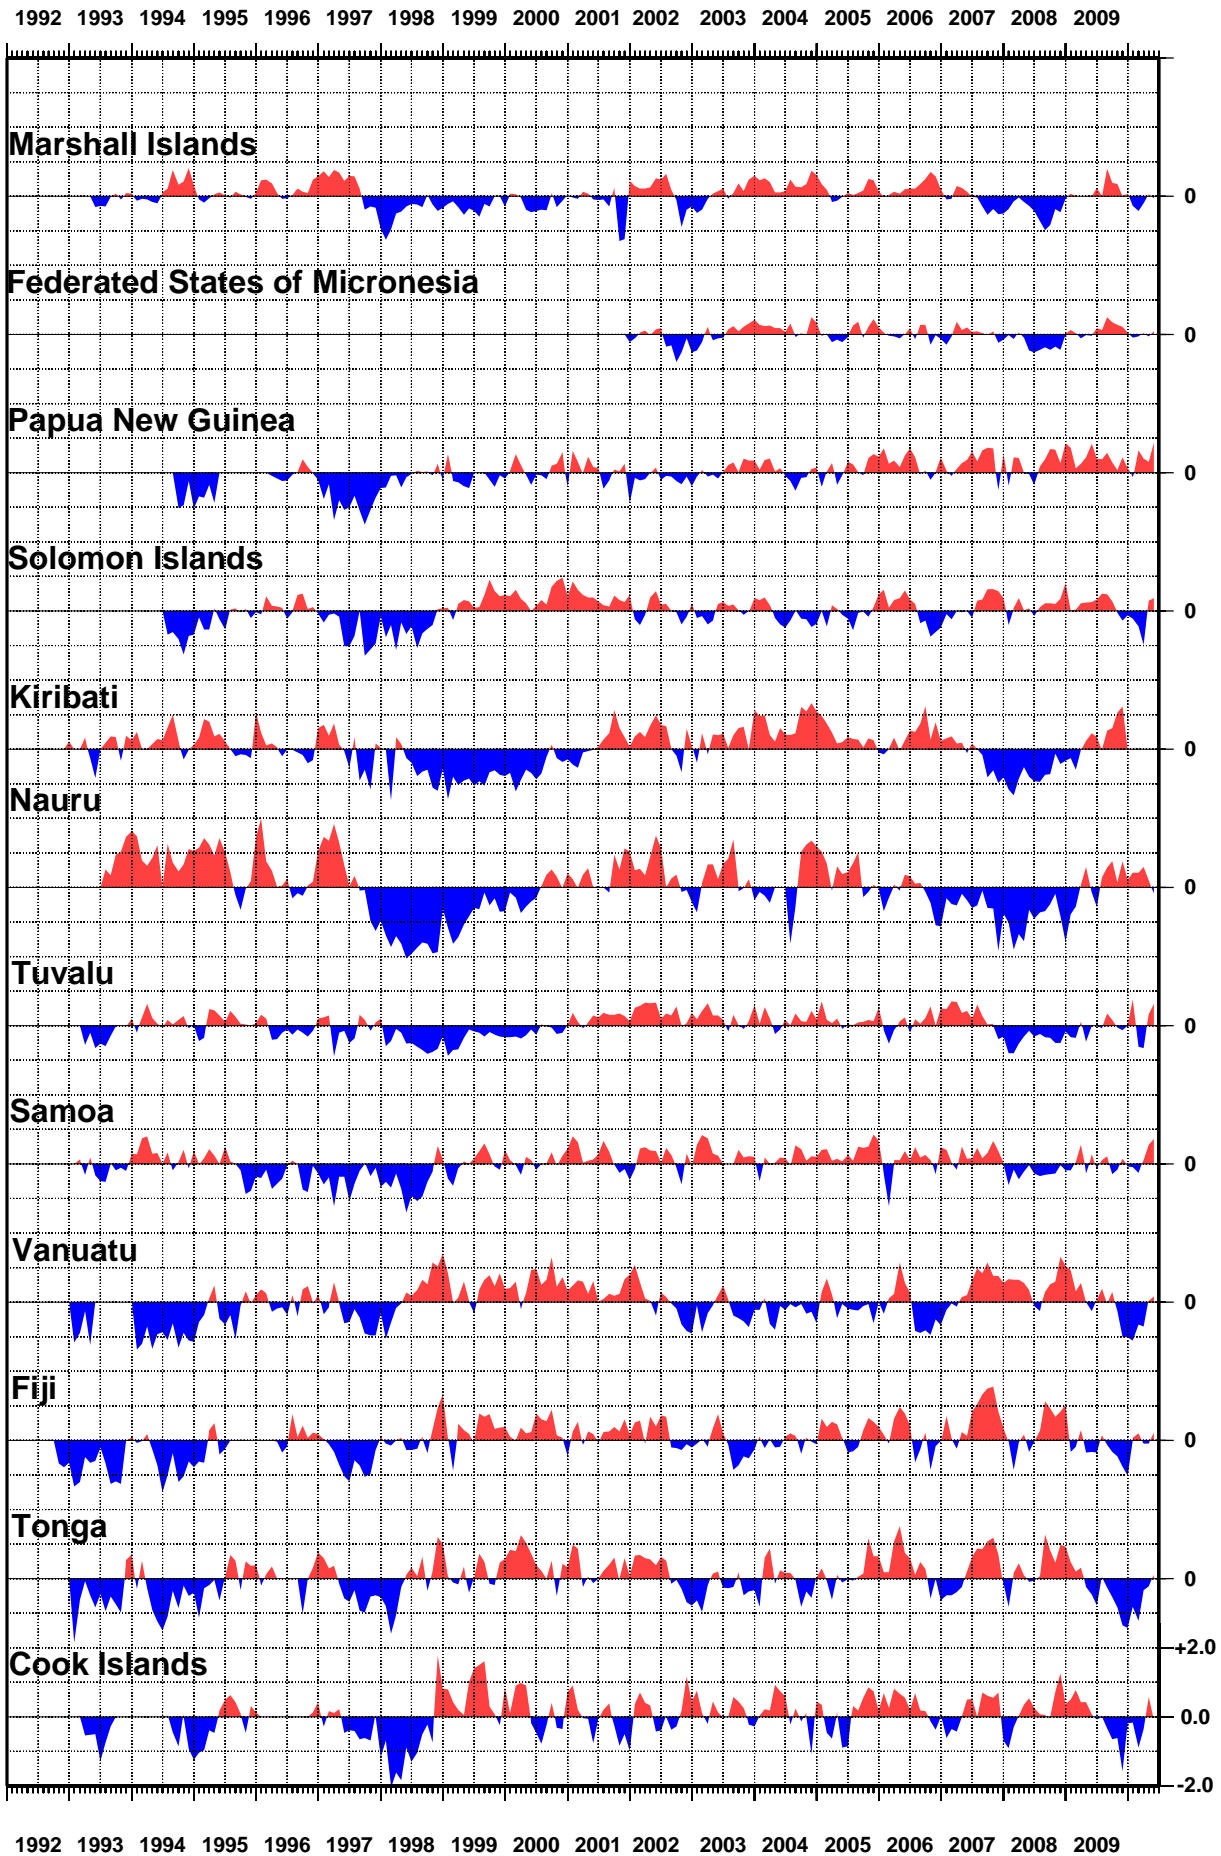 1992 1993 1994 1995 1996 1997 1998 1999 2000 2001 2002 2003 2004 2005 2006 2007 2008 2009
Marshall Islands
0
Federated States of Micronesia
0
Papua New Guinea
0
Solomon Islands
0
Kiribati
0
Nauru
0
Tuvalu
0
Samoa
0
Vanuatu
0
Fiji
0
Tonga
0
+2.0
Cook Islands
0.0
-2.0
1992 1993 1994 1995 1996 1997 1998 1999 2000 2001 2002 2003 2004 2005 2006 2007 2008 2009